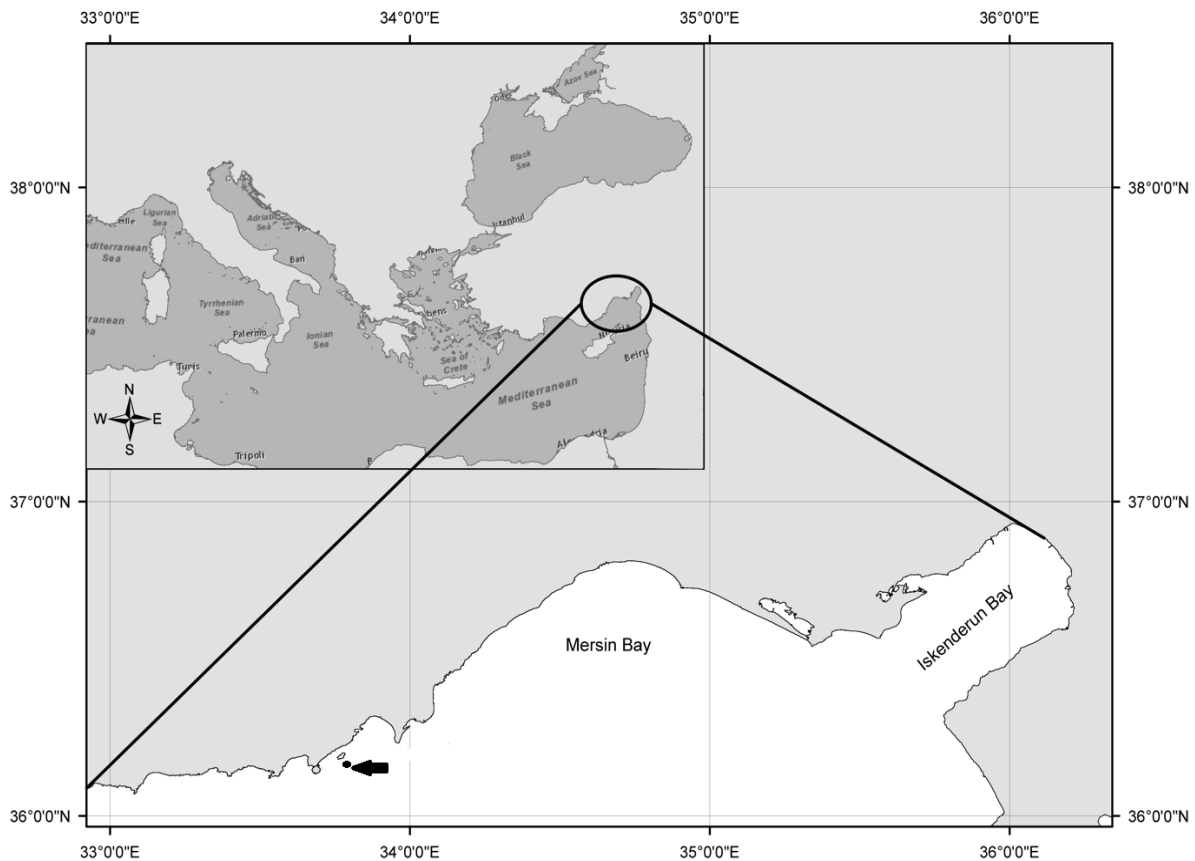 33°0'0"E 34°0'0"E 35°0'0"E 36°0'0"E
Azov Sea
Black
Sea
Istanbul
Ligurian
Sea
Adriatic
Sea
Bari
editerranean
Sea
Tyrrhenian
Sea
Palermo
Ionian
Sea
Sea of
Crete
Beiru
Mediterranean
Sea
Tunis
Tripoli
N
W E
S
38°0'0"N 38°0'0"N
37°0'0"N 37°0'0"N
Mersin Bay
Iskenderun Bay
36°0'0"N 36°0'0"N
33°0'0"E 34°0'0"E 35°0'0"E 36°0'0"E